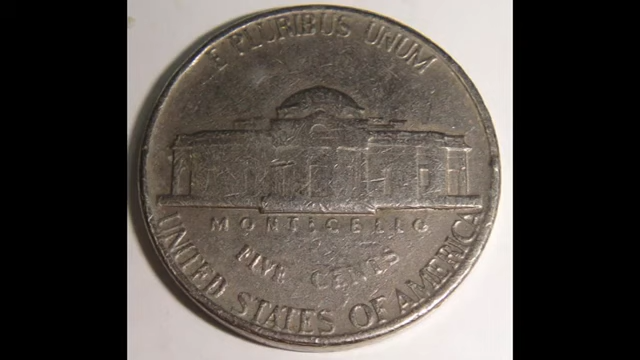 E PLURIBUS UNUM
MONTICELLO
FIVE CENTS
UNITED STATES OF AMERICA